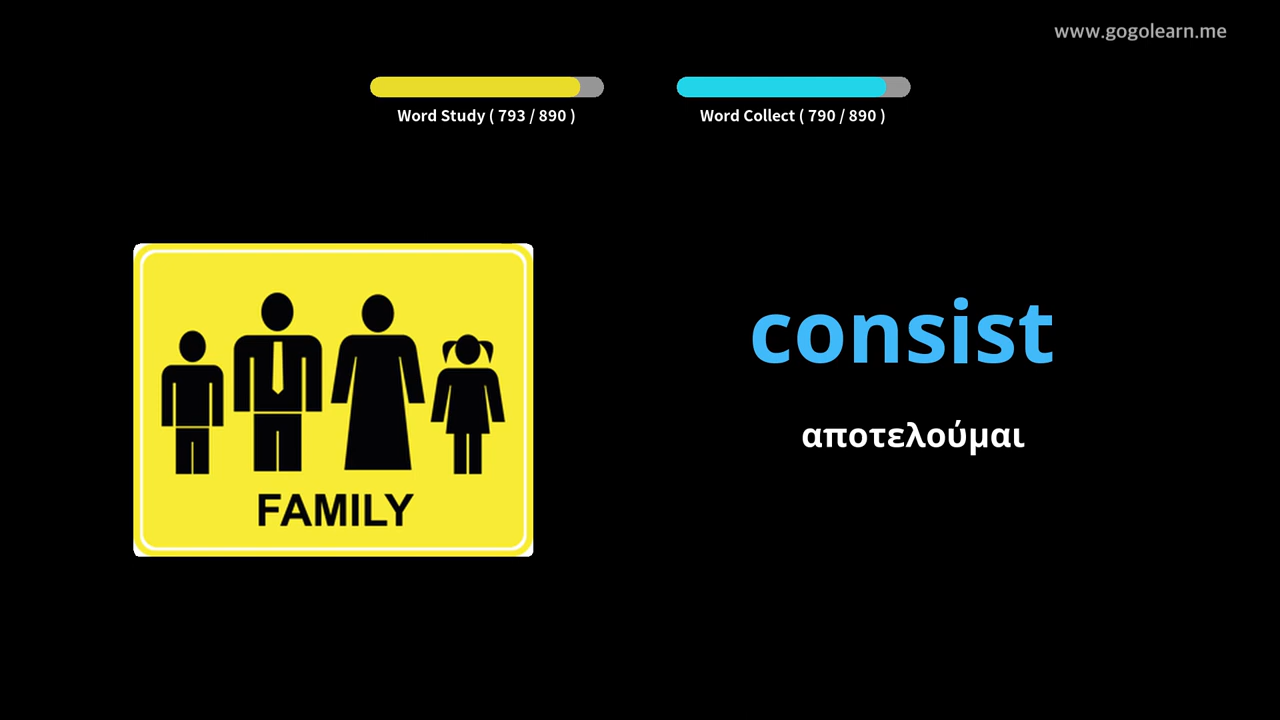 www.gogolearn.me
Word Study ( 793 / 890 )
Word Collect ( 790 / 890 )
consist
αποτελούμαι
FAMILY